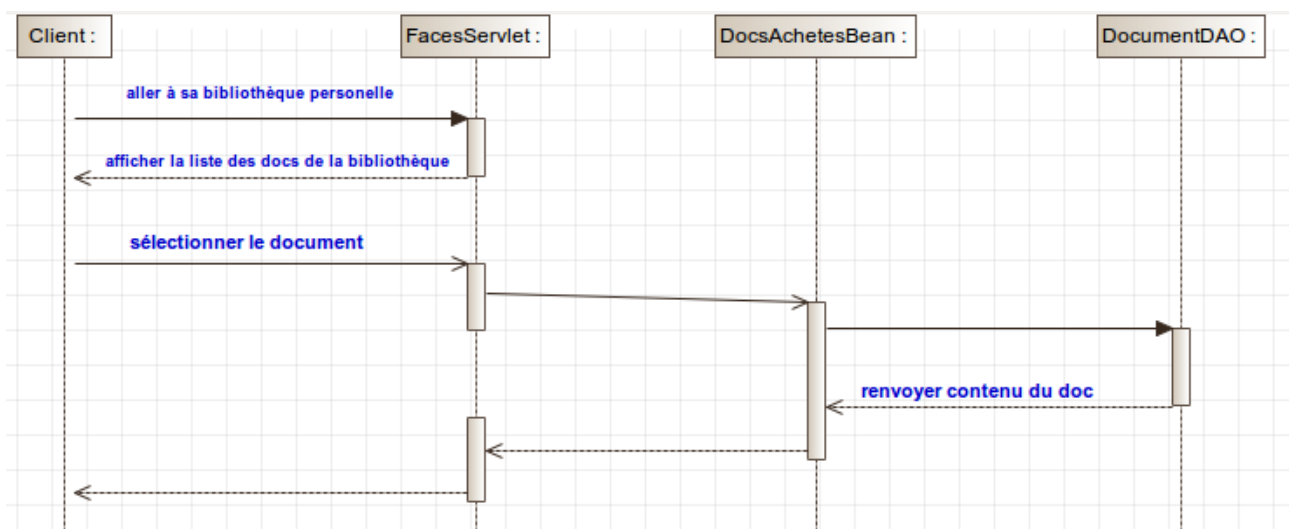 Client :
FacesServlet :
DocsAchetesBean :
DocumentDAO :
aller à sa bibliothèque personelle
afficher la liste des docs de la bibliothèque
sélectionner le document
renvoyer contenu du doc